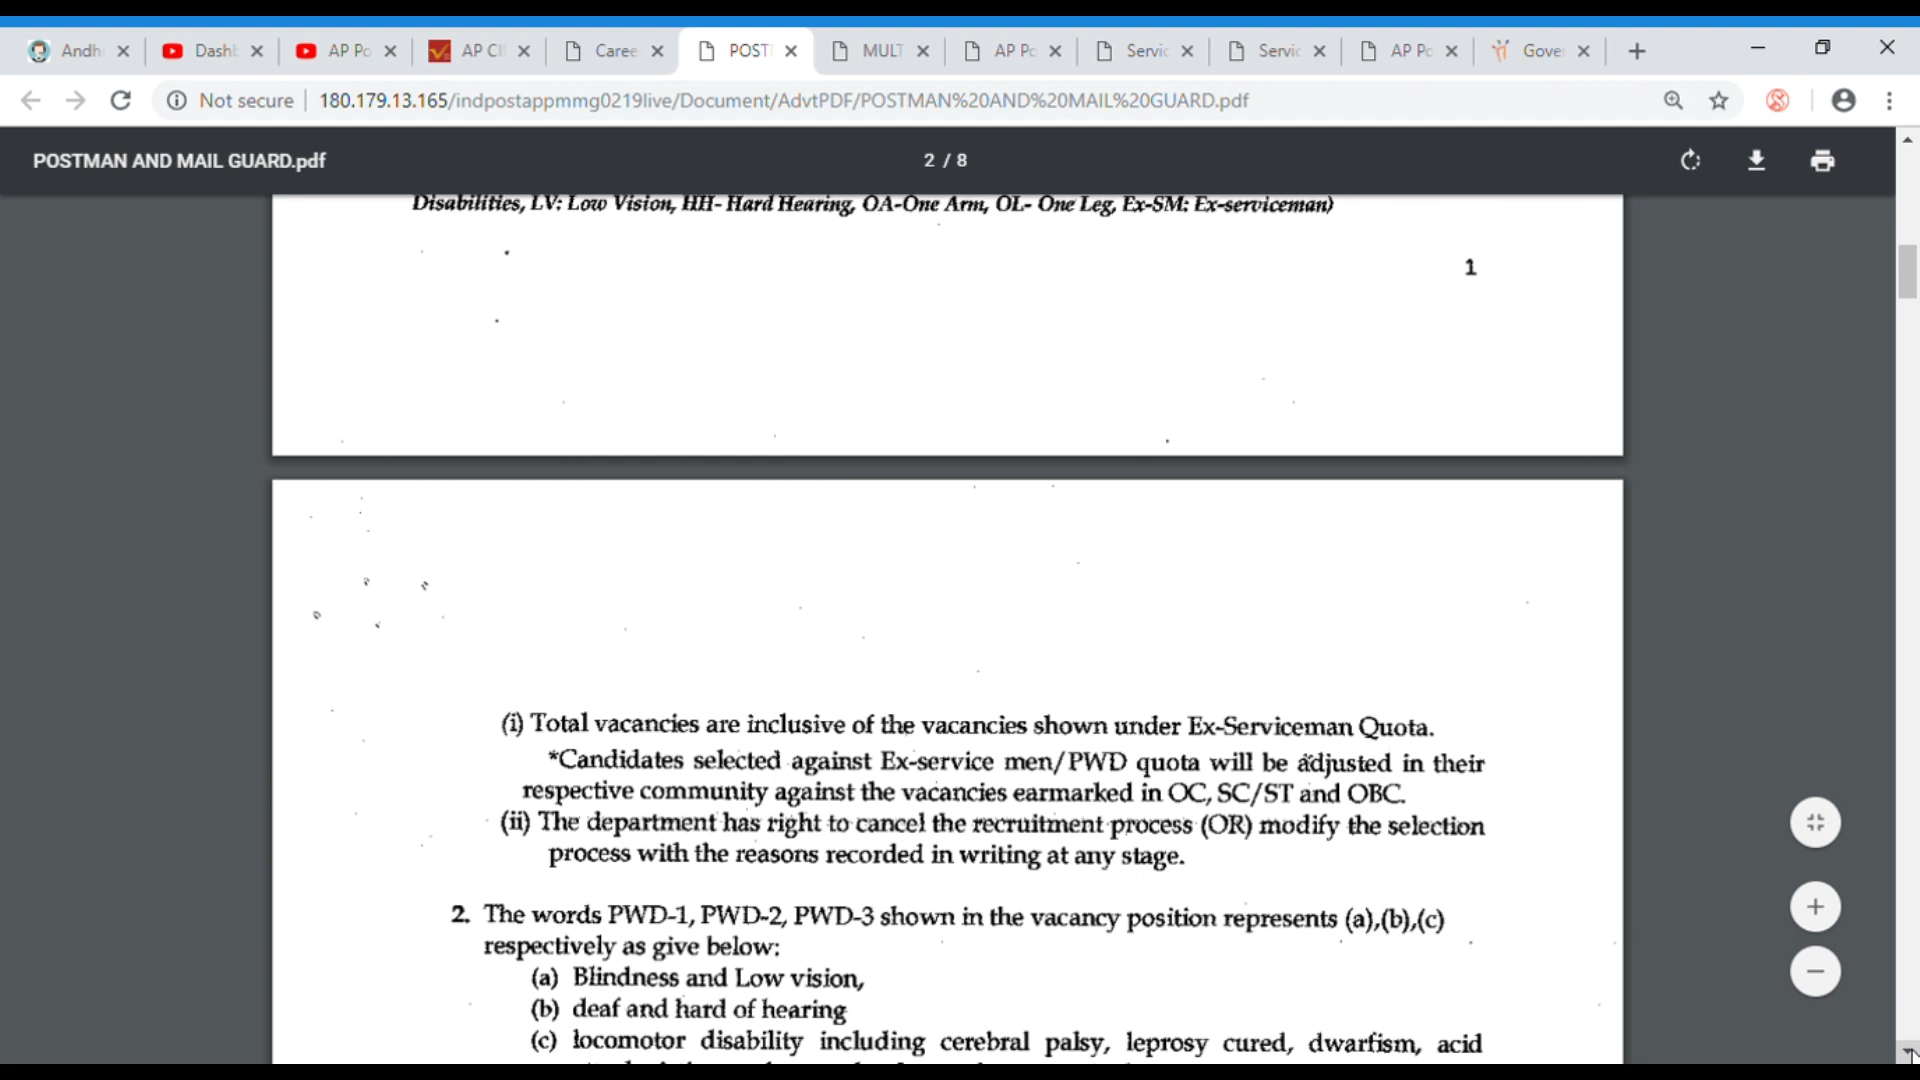 Andh
Dash
AP Po
AP CI
Caree
POST
MULT
AP Po
Servic
Servic
AP Po
Gove
Not secure
180.179.13.165/indpostappmmg0219live/Document/AdvtPDF/POSTMAN%20AND%20MAIL%20GUARD.pdf
POSTMAN AND MAIL GUARD.pdf
2 / 8
Disabilities, LV: Low Vision, HH- Hard Hearing, OA-One Arm, OL- One Leg, Ex-SM: Ex-serviceman)
1
(i) Total vacancies are inclusive of the vacancies shown under Ex-Serviceman Quota.
*Candidates selected against Ex-service men/PWD quota will be adjusted in their
respective community against the vacancies earmarked in OC, SC/ST and OBC.
(ii) The department has right to cancel the recruitment process (OR) modify the selection
process with the reasons recorded in writing at any stage.
2. The words PWD-1, PWD-2, PWD-3 shown in the vacancy position represents (a),(b),(c)
respectively as give below:
(a) Blindness and Low vision,
(b) deaf and hard of hearing
(c) locomotor disability including cerebral palsy, leprosy cured, dwarfism, acid